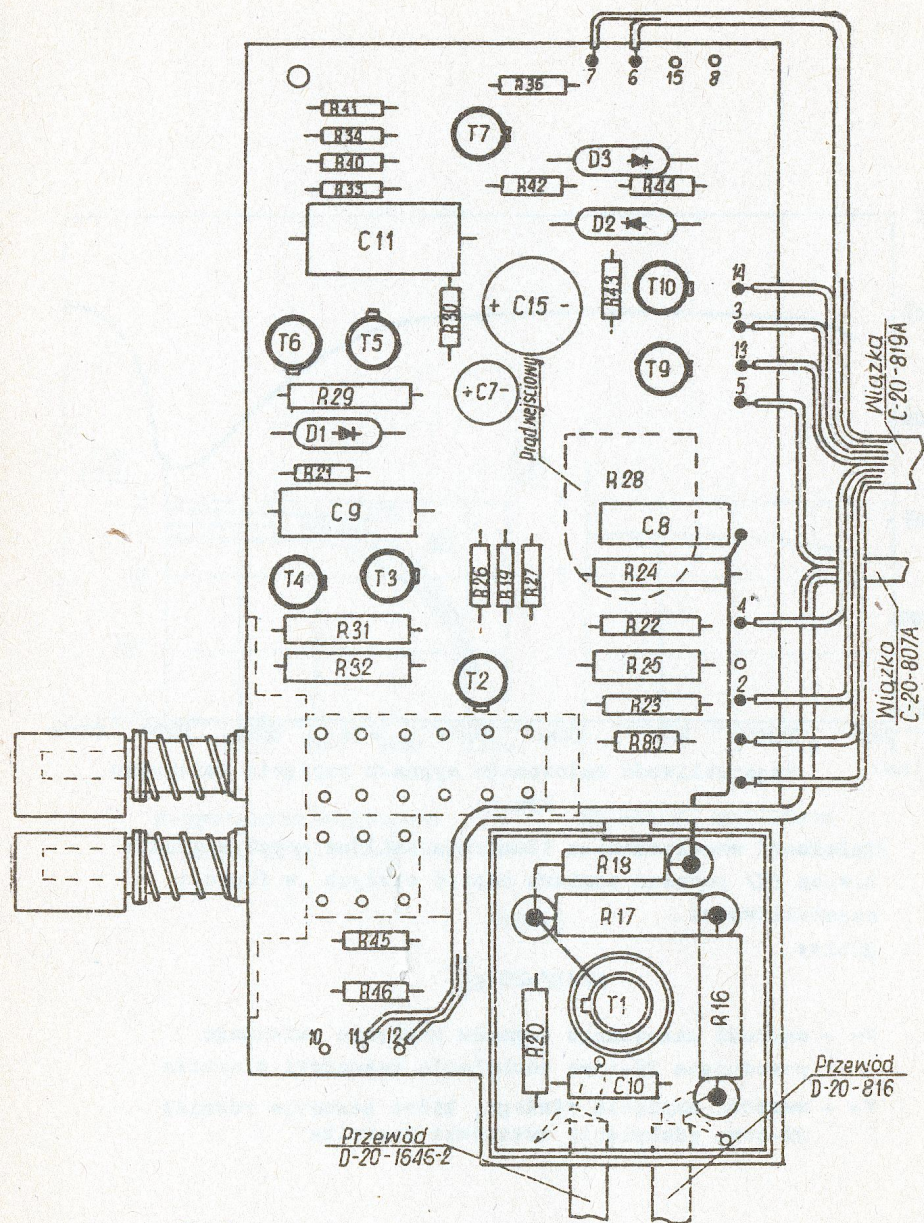 7 6 15 8
R36
R41
T7
R34
D3
R40
R42 R44
R33
D2
C11
14
R43 T10
+ C15 -
R30
3
T6 T5
13
T9
Wiązka
C-20-819A
+C7-
R29
5
Prąd wejściowy
D1
R21
R28
C9
C8
T4 T3
R26 R19 R27
R24
R31
R22
4
R32
R25
T2
Wiązka
C-20-807A
R23
2
R80
R18
R17
R45
T1
R16
R46
R20
10 11 12
C10
Przewód
D-20-816
Przewód
D-20-1646-2